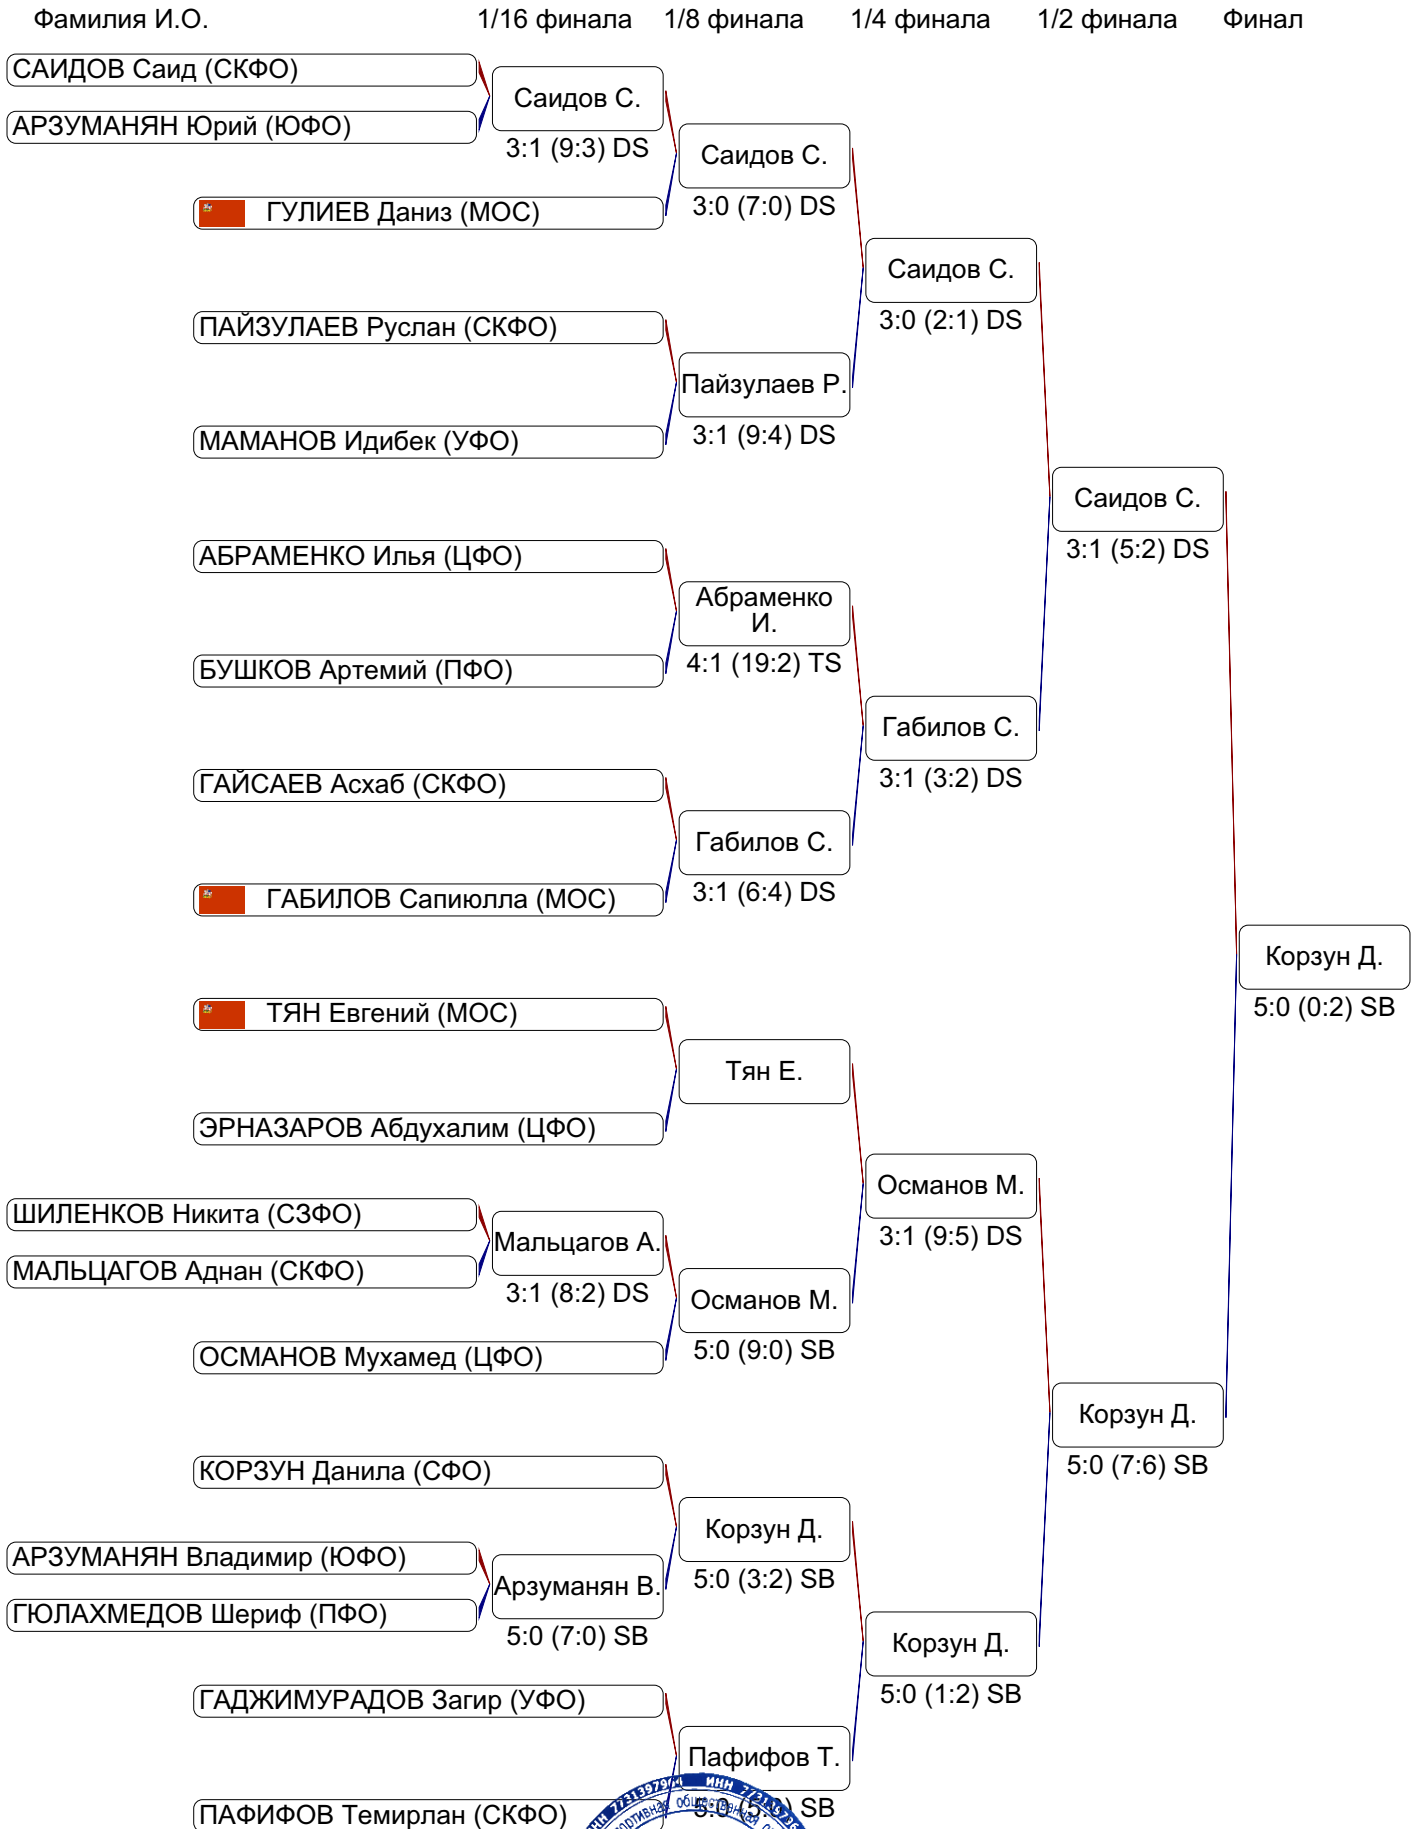 Фамилия И.О. 1/16 финала 1/8 финала 1/4 финала 1/2 финала Финал
САИДОВ Саид (СКФО)
Саидов С.
АРЗУМАНЯН Юрий (ЮФО)
3:1 (9:3) DS
Саидов С.
3:0 (7:0) DS
ГУЛИЕВ Даниз (МОС)
Саидов С.
3:0 (2:1) DS
ПАЙЗУЛАЕВ Руслан (СКФО)
Пайзулаев Р.
3:1 (9:4) DS
МАМАНОВ Идибек (УФО)
Саидов С.
3:1 (5:2) DS
АБРАМЕНКО Илья (ЦФО)
Абраменко
И.
4:1 (19:2) TS
БУШКОВ Артемий (ПФО)
Габилов С.
3:1 (3:2) DS
ГАЙСАЕВ Асхаб (СКФО)
Габилов С.
3:1 (6:4) DS
ГАБИЛОВ Сапиюлла (МОС)
Корзун Д.
5:0 (0:2) SB
ТЯН Евгений (МОС)
Тян Е.
ЭРНАЗАРОВ Абдухалим (ЦФО)
Османов М.
3:1 (9:5) DS
ШИЛЕНКОВ Никита (СЗФО)
Мальцагов А.
МАЛЬЦАГОВ Аднан (СКФО)
3:1 (8:2) DS
Османов М.
5:0 (9:0) SB
ОСМАНОВ Мухамед (ЦФО)
Корзун Д.
5:0 (7:6) SB
КОРЗУН Данила (СФО)
Корзун Д.
5:0 (3:2) SB
АРЗУМАНЯН Владимир (ЮФО)
Арзуманян В.
ГЮЛАХМЕДОВ Шериф (ПФО)
5:0 (7:0) SB
Корзун Д.
5:0 (1:2) SB
ГАДЖИМУРАДОВ Загир (УФО)
Пафифов Т.
SB
ПАФИФОВ Темирлан (СКФО)
ИНН 7731397964 ИНН